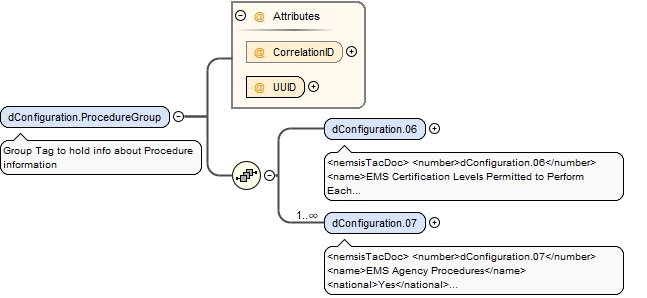 @ Attributes
@ CorrelationID
@ UUID
dConfiguration.ProcedureGroup
Group Tag to hold info about Procedure
information
dConfiguration.06
<nemsisTacDoc> <number>dConfiguration.06</number>
<name>EMS Certification Levels Permitted to Perform
Each...
1..∞
dConfiguration.07
<nemsisTacDoc> <number>dConfiguration.07</number>
<name>EMS Agency Procedures</name>
<national>Yes</national>...